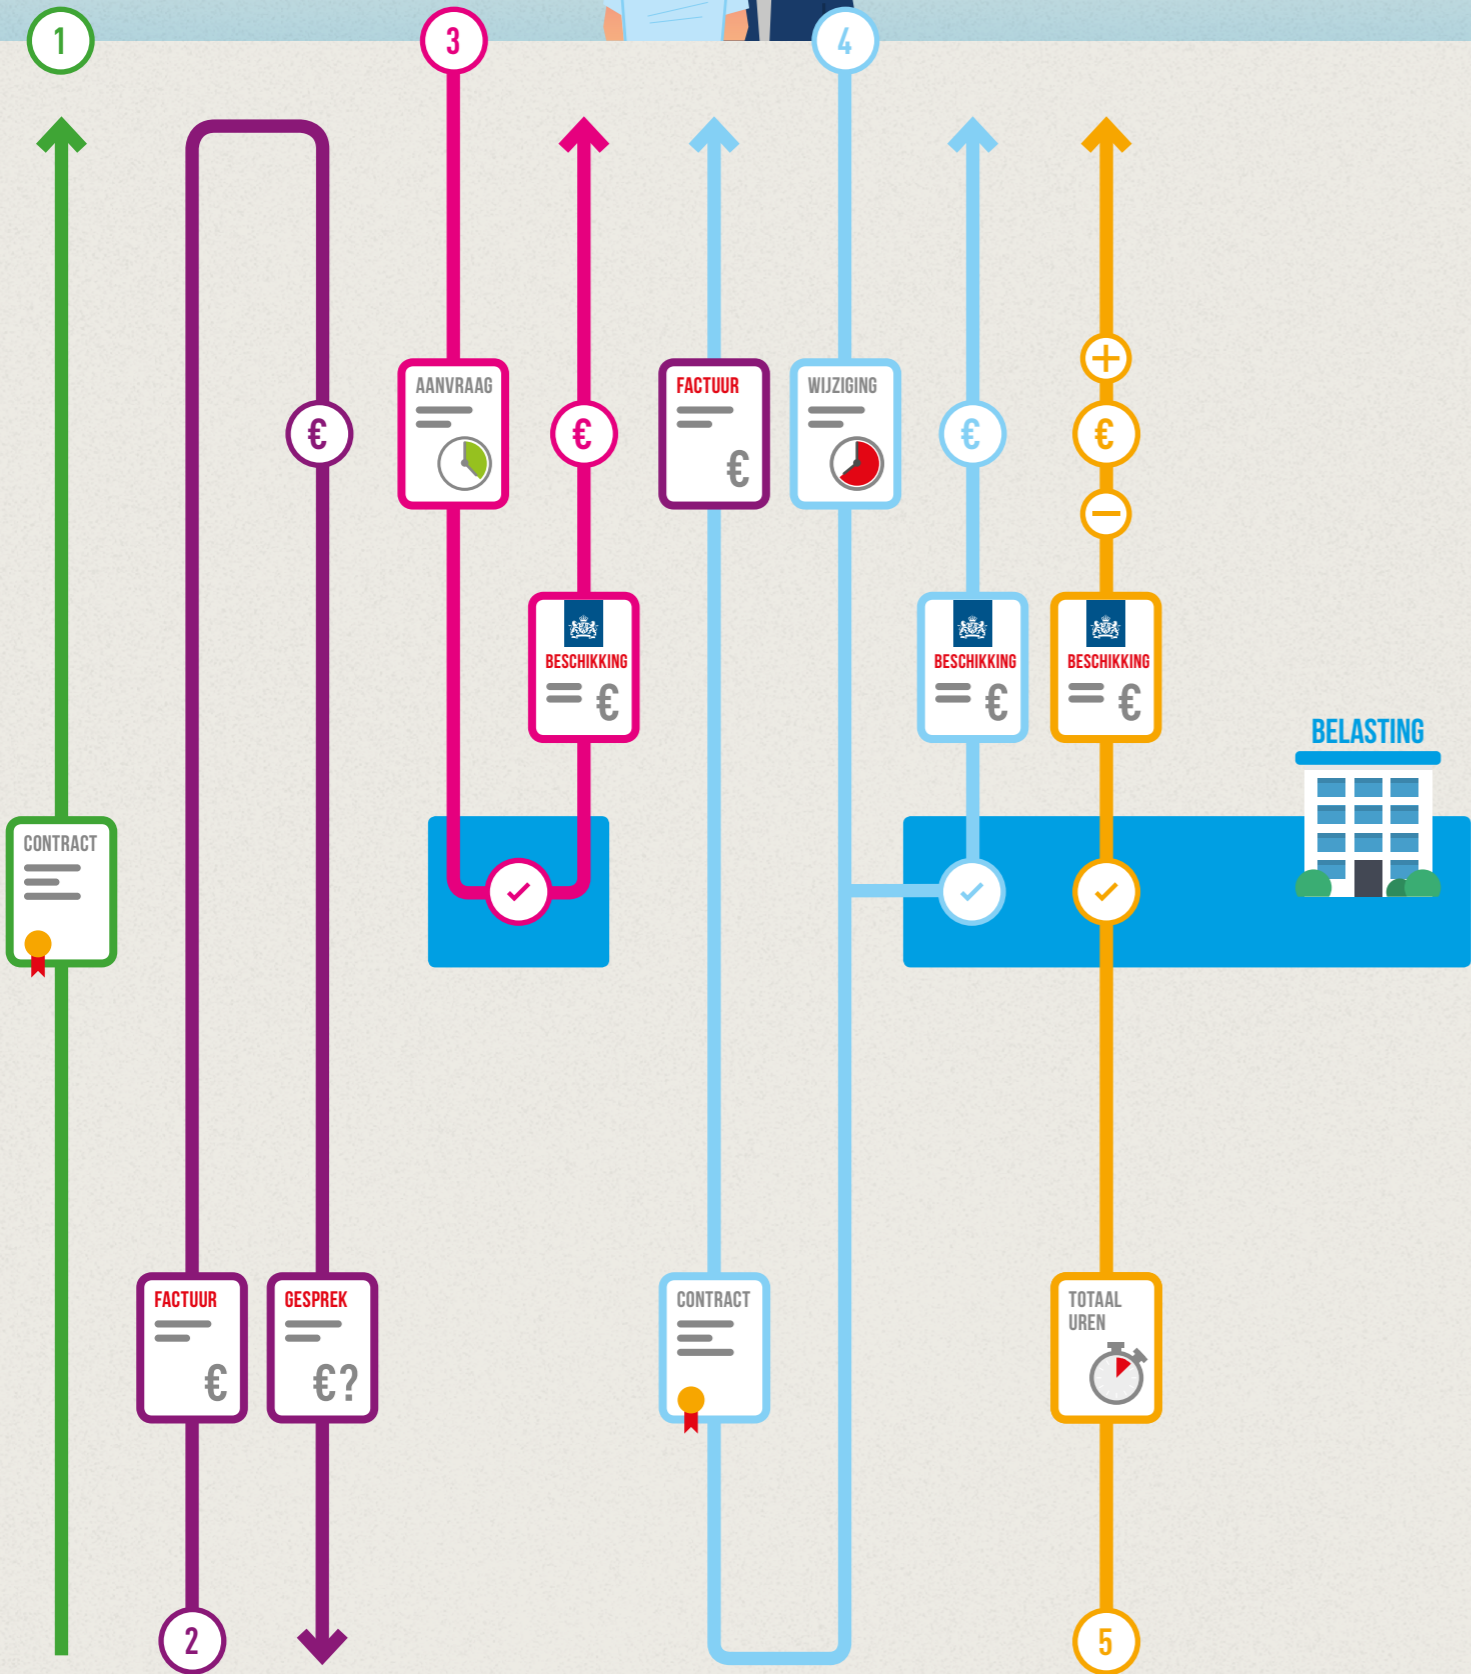 1
3
4
AANVRAAG
FACTUUR
€
WIJZIGING
€
€
€
€
BESCHIKKING
€
BESCHIKKING
€
BESCHIKKING
€
BELASTING
CONTRACT
FACTUUR
€
GESPREK
€?
CONTRACT
TOTAAL
UREN
2
5